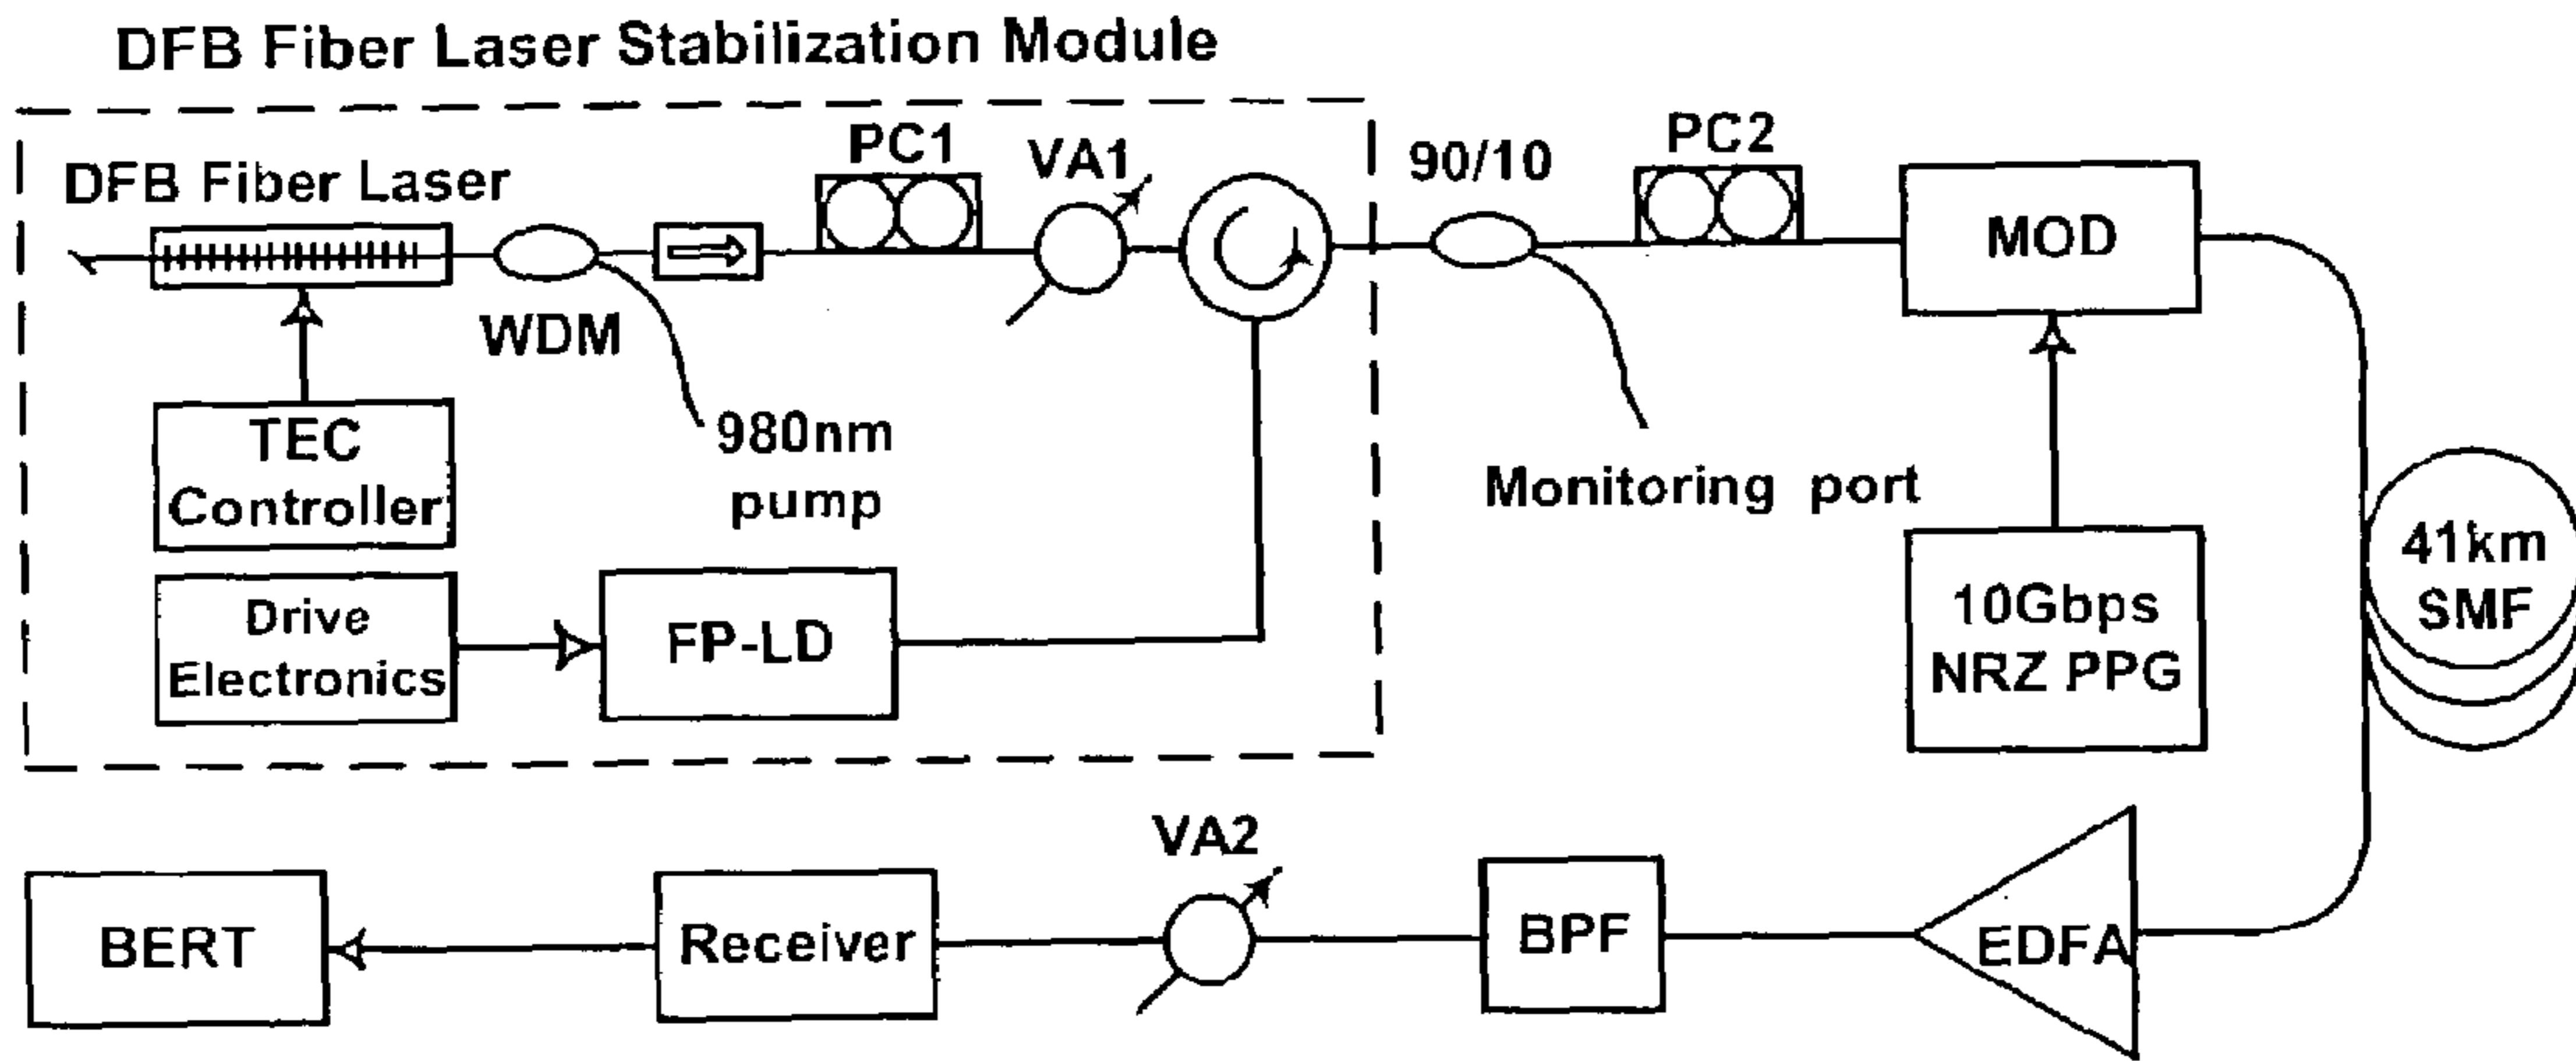 DFB Fiber Laser Stabilization Module
DFB Fiber Laser
PC1
VA1
90/10
PC2
MOD
WDM
TEC
Controller
980nm
pump
Monitoring port
41km
SMF
Drive
Electronics
FP-LD
10Gbps
NRZ PPG
VA2
BERT
Receiver
BPF
EDFA